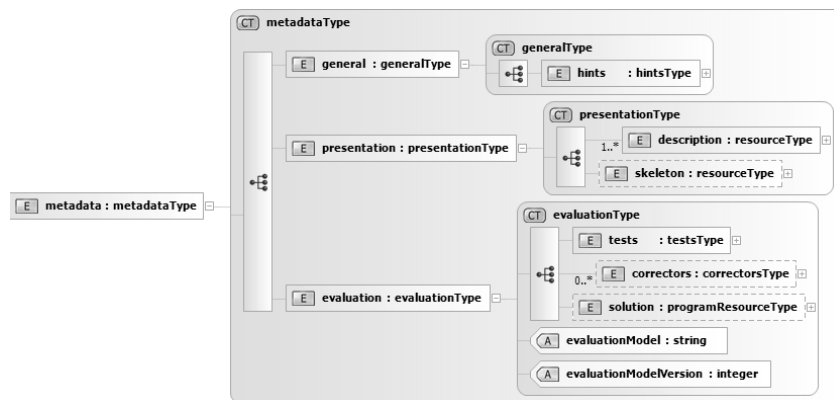 CT metadataType
CT generalType
E general : generalType
E hints : hintsType
CT presentationType
E presentation : presentationType
1..* E description : resourceType
E skeleton : resourceType
E metadata : metadataType
CT evaluationType
E tests : testsType
0..* E correctors : correctorsType
E evaluation : evaluationType
E solution : programResourceType
A evaluationModel : string
A evaluationModelVersion : integer